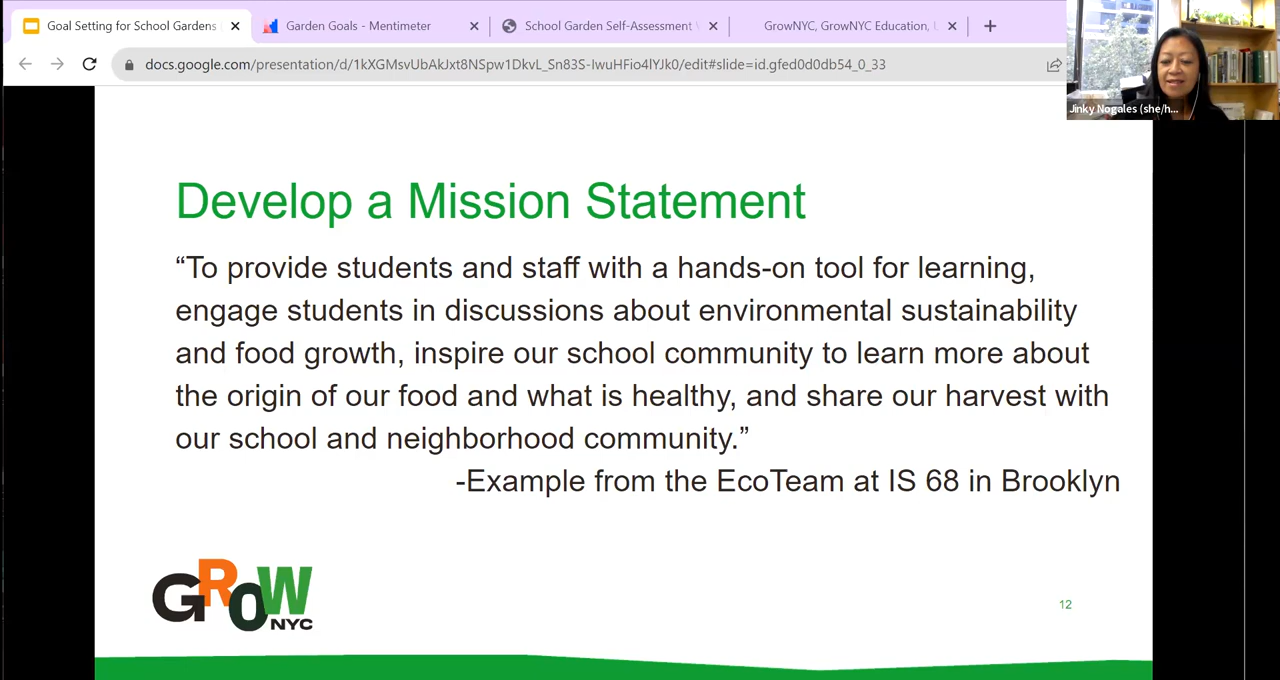 Goal Setting for School Gardens
Garden Goals - Mentimeter
School Garden Self-Assessment
GrowNYC, GrowNYC Education,
docs.google.com/presentation/d/1kXGMsvUbAkJxt8NSpw1DkvL_Sn83S-IwuHFio4lYJk0/edit#slide=id.gfed0d0db54_0_33
Jinky Nogales (she/h...
Develop a Mission Statement
“To provide students and staff with a hands-on tool for learning,
engage students in discussions about environmental sustainability
and food growth, inspire our school community to learn more about
the origin of our food and what is healthy, and share our harvest with
our school and neighborhood community.”
-Example from the EcoTeam at IS 68 in Brooklyn
GROW
NYC
12